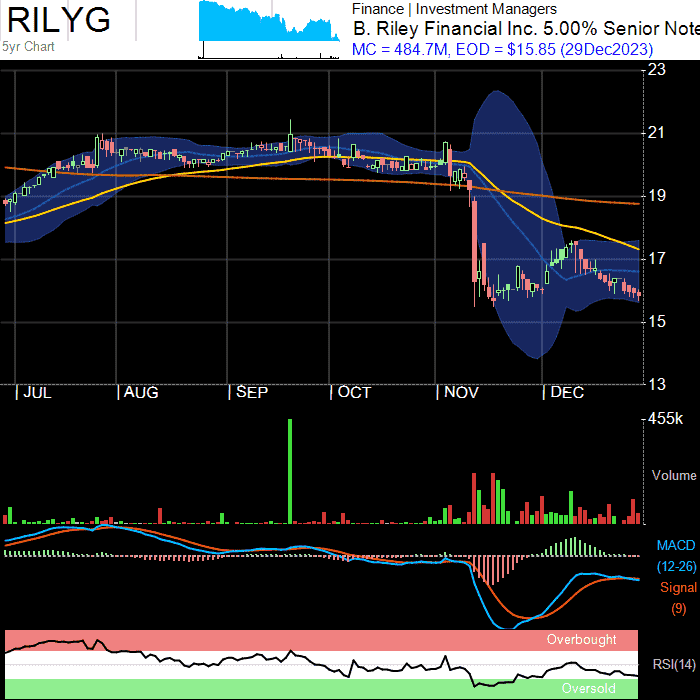 RILYG
5yr Chart
Finance | Investment Managers
B. Riley Financial Inc. 5.00% Senior Note
MC = 484.7M, EOD = $15.85 (29Dec2023)
23
21
19
17
15
13
JUL AUG SEP OCT NOV DEC
455k
Volume
MACD
(12-26)
Signal
(9)
Overbought
RSI(14)
Oversold